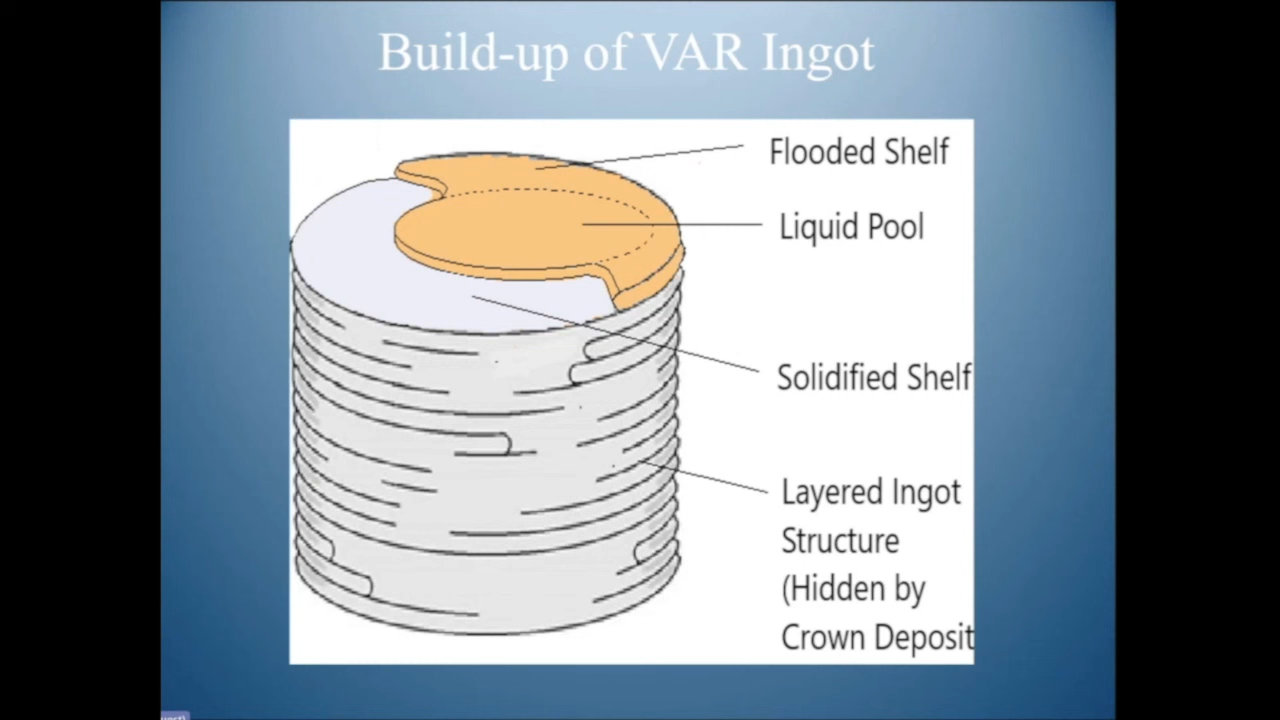 Build-up of VAR Ingot
Flooded Shelf
Liquid Pool
Solidified Shelf
Layered Ingot
Structure
(Hidden by
Crown Deposit